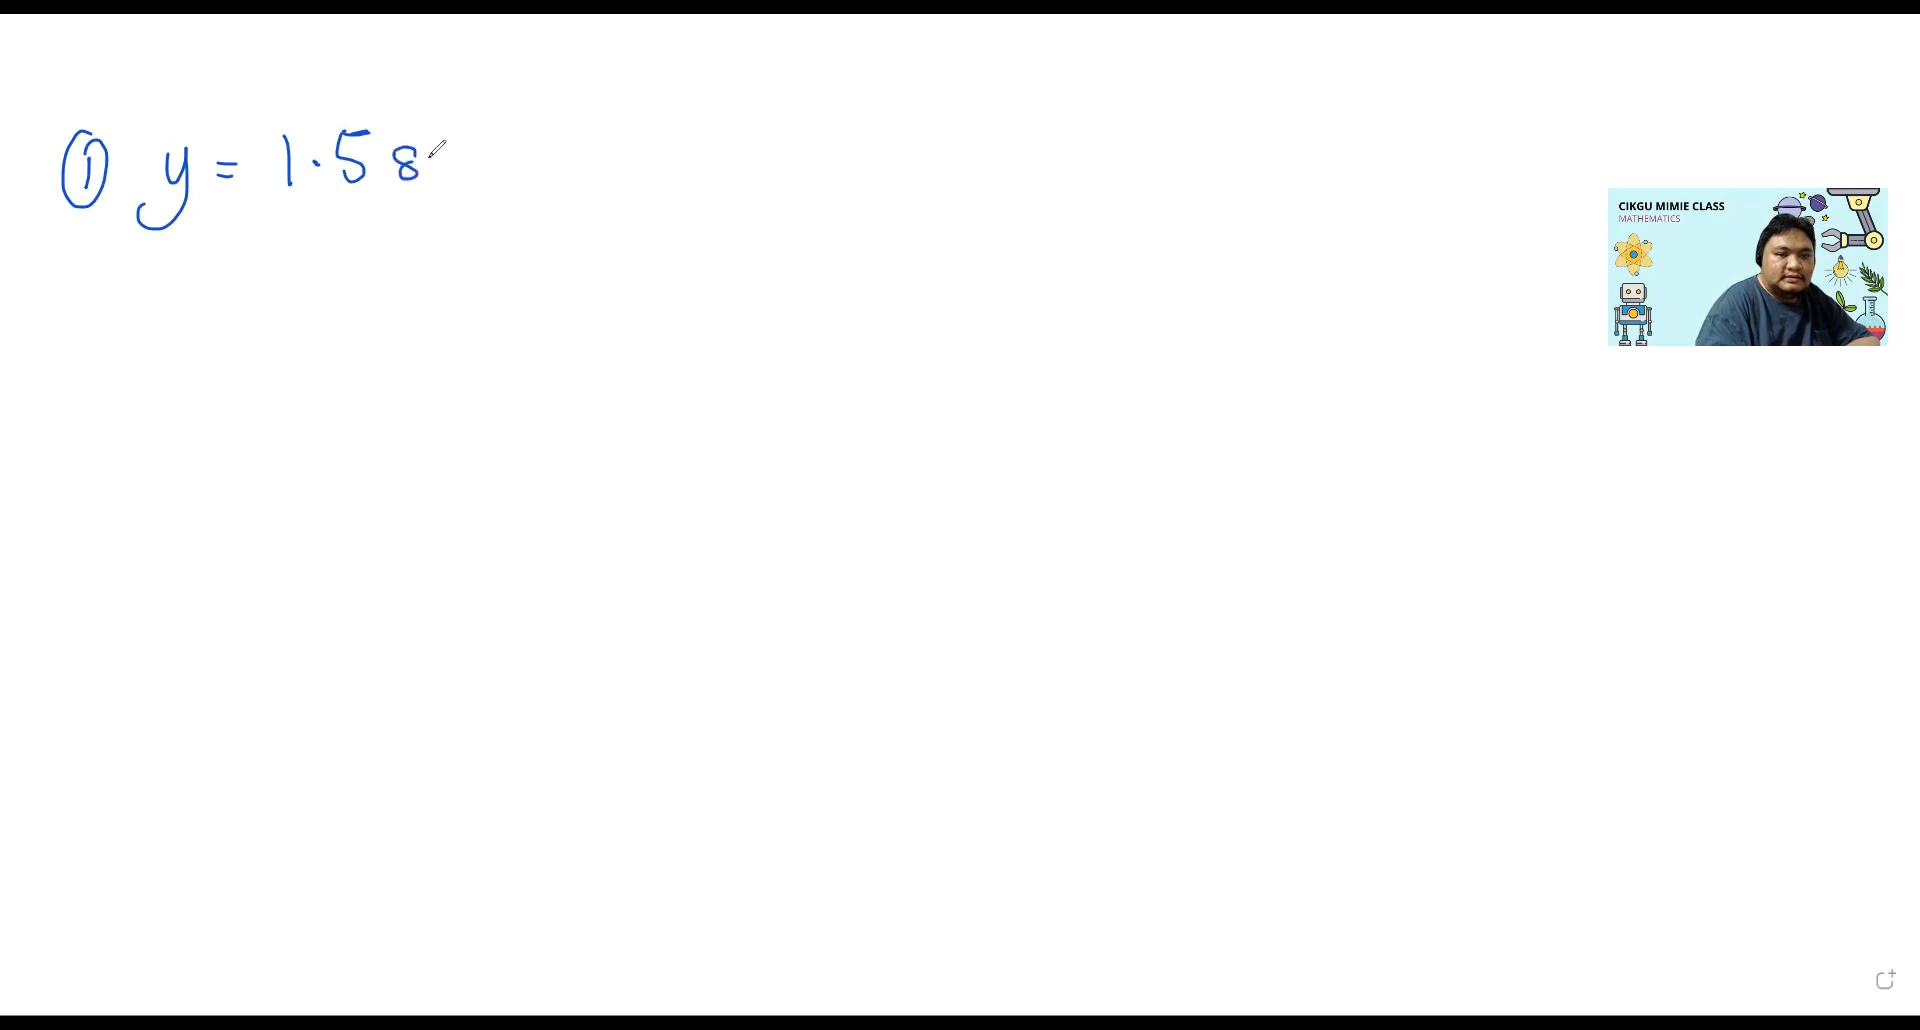 ① y = 1.58
CIKGU MIMIE CLASS
MATHEMATICS